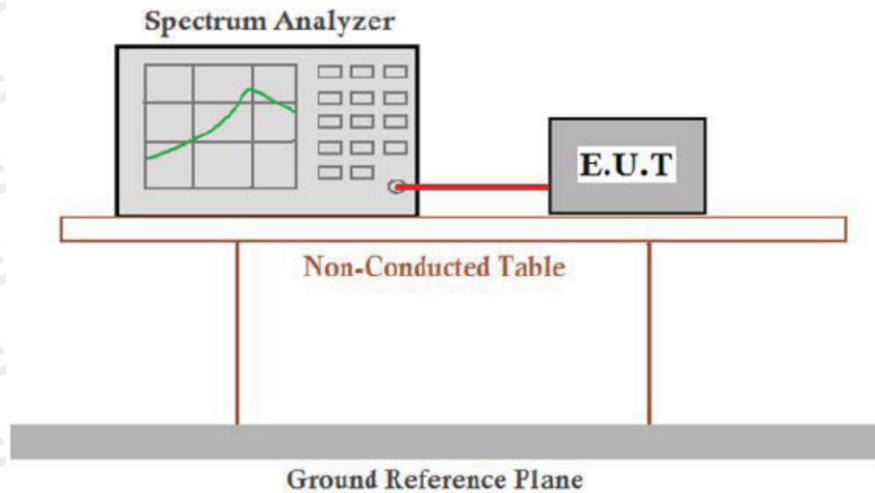 Spectrum Analyzer
E.U.T
Non-Conducted Table
Ground Reference Plane